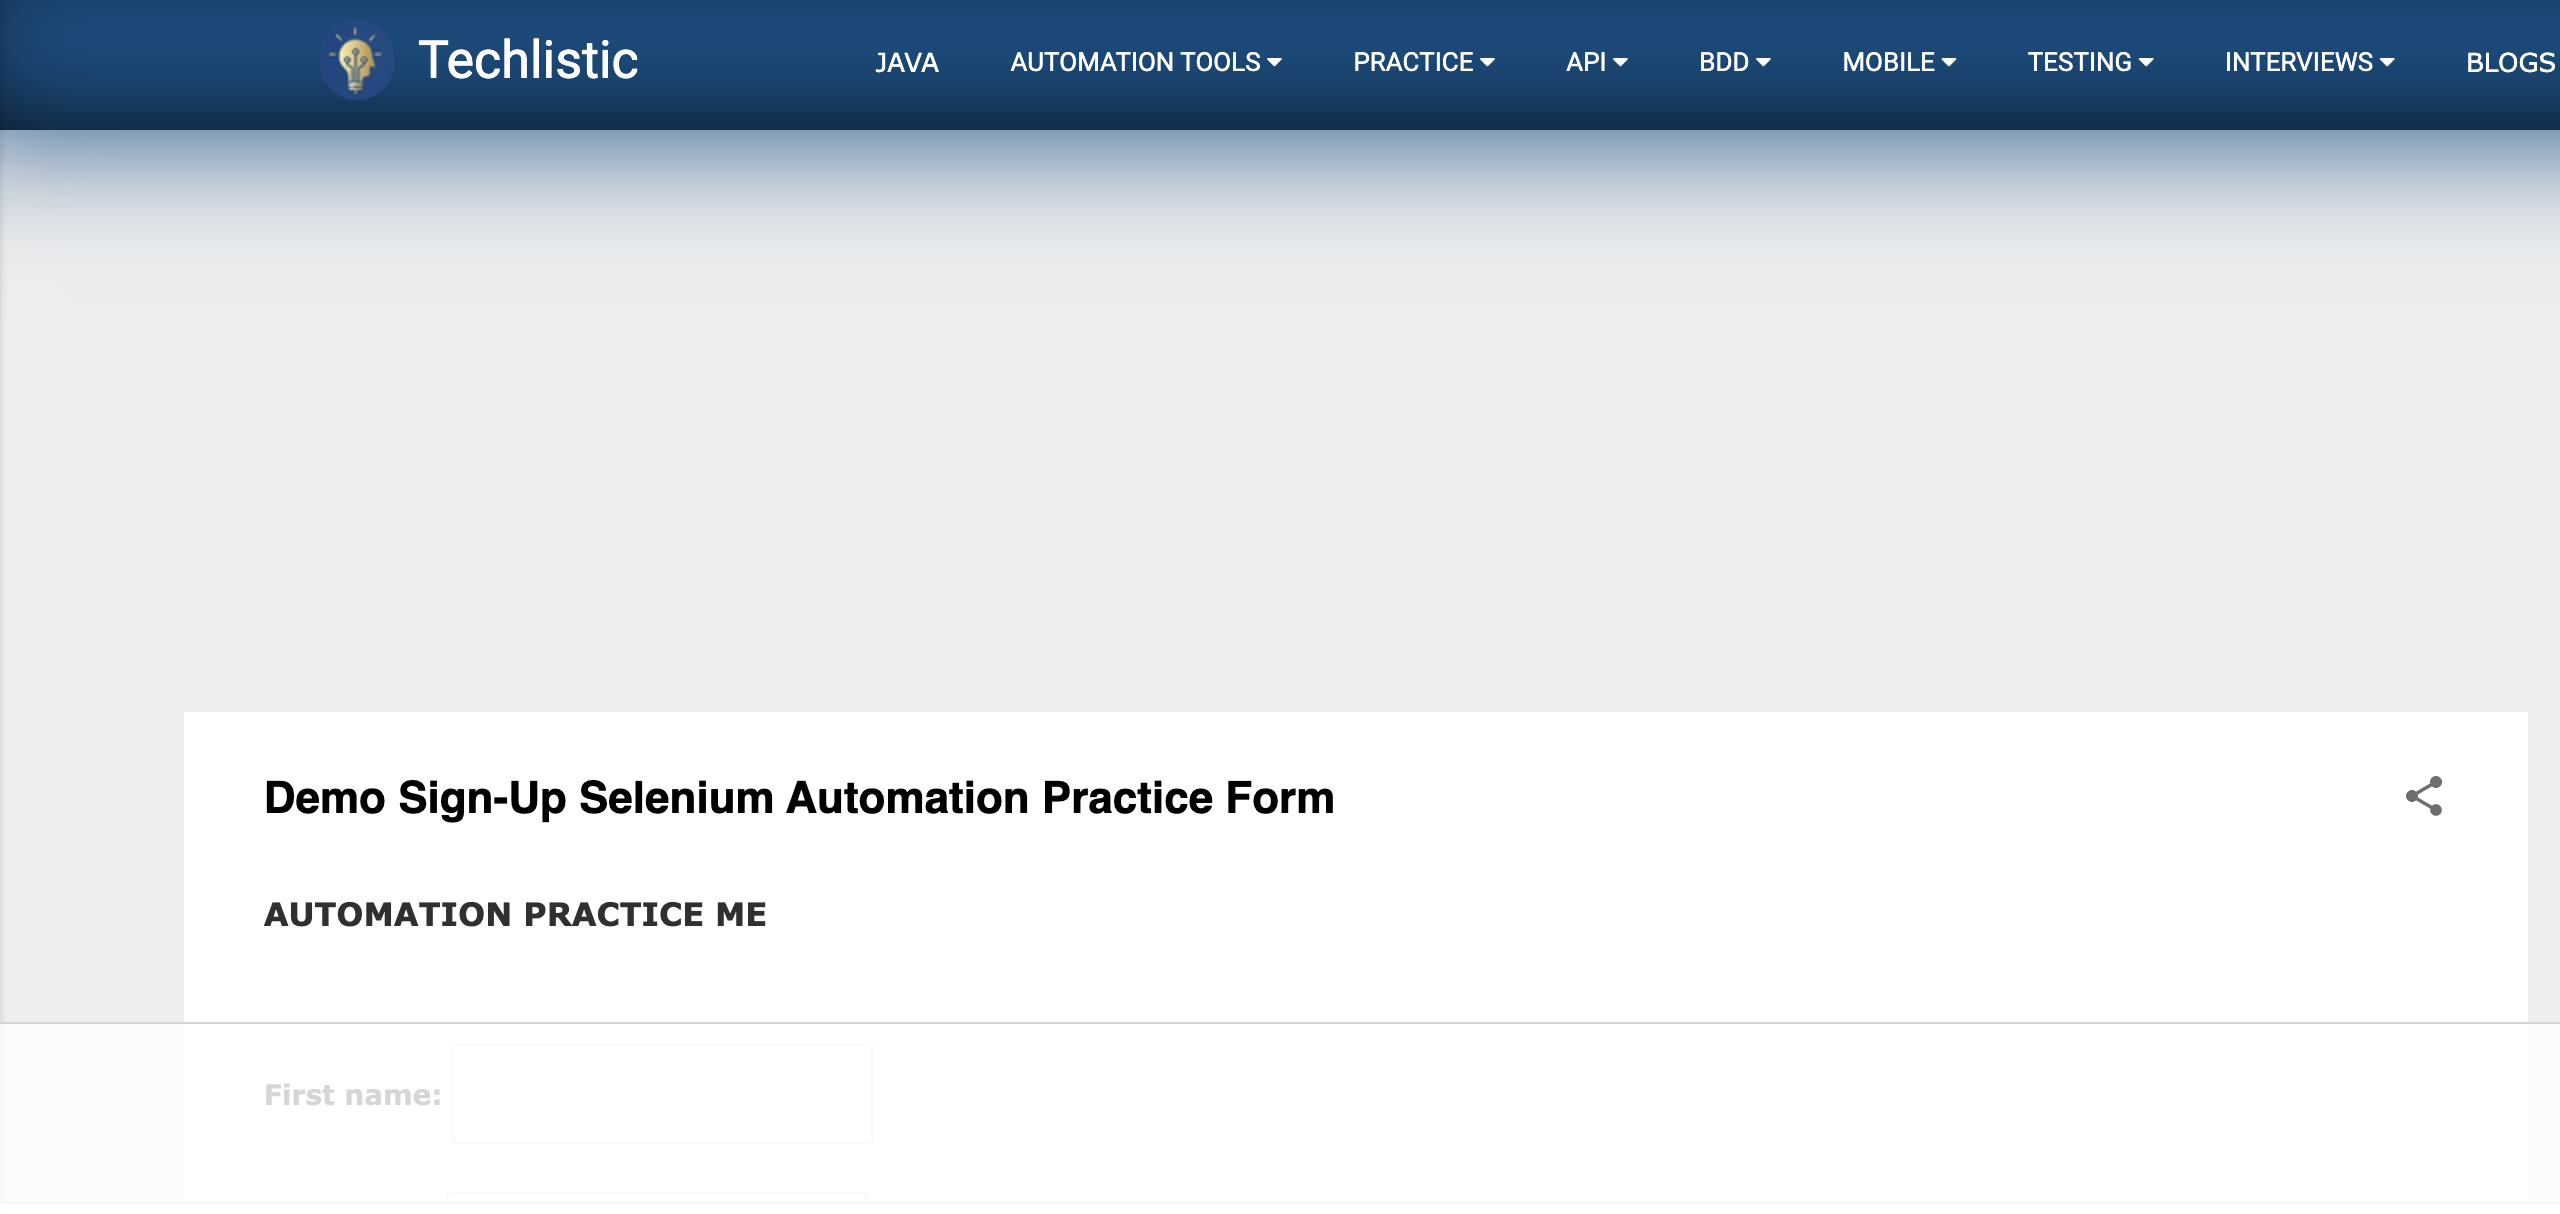 Techlistic
JAVA AUTOMATION TOOLS PRACTICE API BDD MOBILE TESTING INTERVIEWS BLOGS
Demo Sign-Up Selenium Automation Practice Form
AUTOMATION PRACTICE ME
First name: